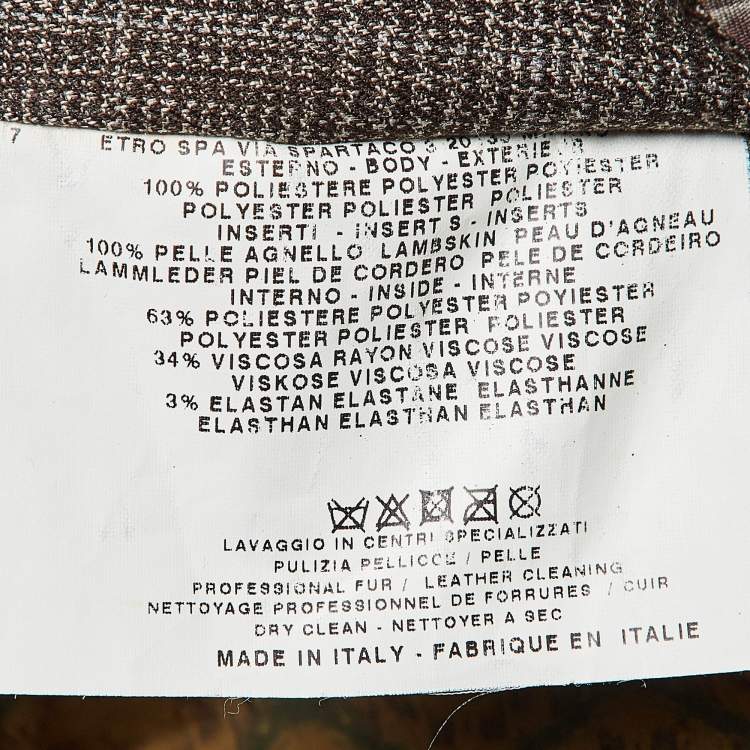 7
ETRO SPA VIA SPARTACO 3
ESTERNO - BODY - EXTERIEUR
100% POLIESTERE POLYESTER POYIESTER
POLYESTER POLIESTER POLIESTER
INSERTI - INSERTS - INSERTS
100% PELLE AGNELLO LAMBSKIN PEAU D'AGNEAU
LAMMLEDER PIEL DE CORDERO PELE DE CORDEIRO
INTERNO - INSIDE - INTERNE
63% POLIESTERE POLYESTER POYIESTER
POLYESTER POLIESTER POLIESTER
34% VISCOSA RAYON VISCOSE VISCOSE
VISKOSE VISCOSA VISCOSE
3% ELASTAN ELASTANE ELASTHANNE
ELASTHAN ELASTHAN ELASTHAN
LAVAGGIO IN CENTRI SPECIALIZZATI
PULIZIA PELLICCE / PELLE
PROFESSIONAL FUR / LEATHER CLEANING
NETTOYAGE PROFESSIONNEL DE FORRURES / CUIR
DRY CLEAN - NETTOYER A SEC
MADE IN ITALY - FABRIQUE EN ITALIE